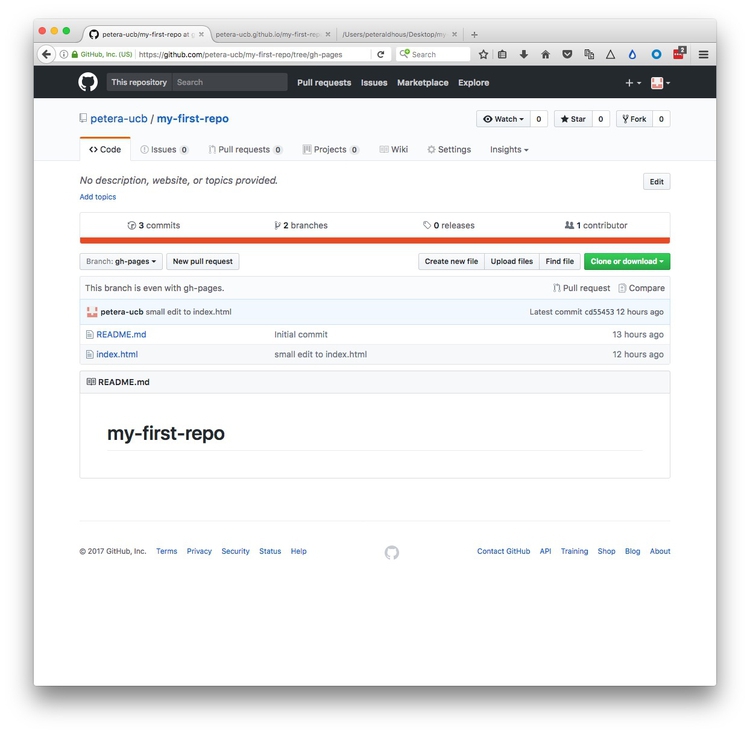 petera-ucb/my-first-repo at g
petera-ucb.github.io/my-first-rep
/Users/peteraldhous/Desktop/my
GitHub, Inc. (US) https://github.com/petera-ucb/my-first-repo/tree/gh-pages Search 2
This repository Search Pull requests Issues Marketplace Explore
petera-ucb / my-first-repo Watch 0 Star 0 Fork 0
Code Issues 0 Pull requests 0 Projects 0 Wiki Settings Insights
No description, website, or topics provided. Edit
Add topics
3 commits 2 branches 0 releases 1 contributor
Branch: gh-pages New pull request Create new file Upload files Find file Clone or download
This branch is even with gh-pages. Pull request Compare
petera-ucb small edit to index.html Latest commit cd55453 12 hours ago
README.md Initial commit 13 hours ago
index.html small edit to index.html 12 hours ago
README.md
my-first-repo
© 2017 GitHub, Inc. Terms Privacy Security Status Help Contact GitHub API Training Shop Blog About